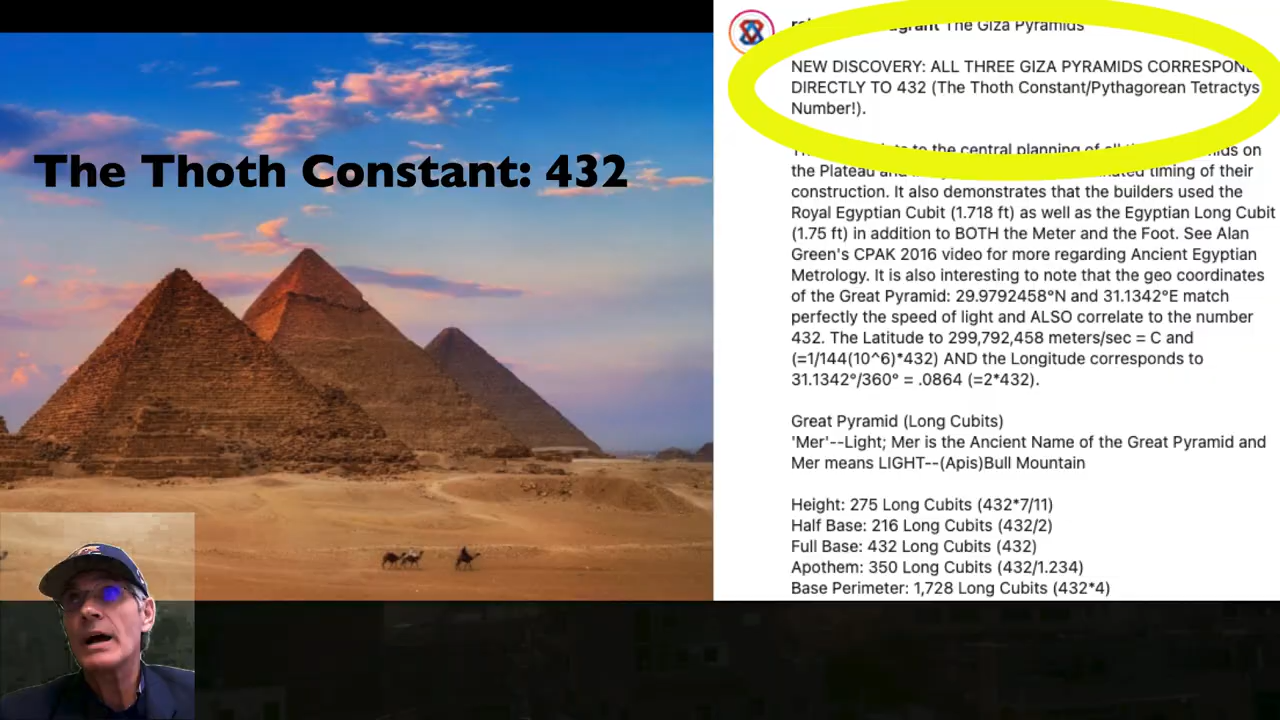 The Thoth Constant: 432
The Giza Pyramids
NEW DISCOVERY: ALL THREE GIZA PYRAMIDS CORRESPOND
DIRECTLY TO 432 (The Thoth Constant/Pythagorean Tetractys
Number!).
to the central planning of on
the Plateau and timing of their
construction. It also demonstrates that the builders used the
Royal Egyptian Cubit (1.718 ft) as well as the Egyptian Long Cubit
(1.75 ft) in addition to BOTH the Meter and the Foot. See Alan
Green's CPAK 2016 video for more regarding Ancient Egyptian
Metrology. It is also interesting to note that the geo coordinates
of the Great Pyramid: 29.9792458°N and 31.1342°E match
perfectly the speed of light and ALSO correlate to the number
432. The Latitude to 299,792,458 meters/sec = C and
(=1/144(10^6)*432) AND the Longitude corresponds to
31.1342°/360° = .0864 (=2*432).
Great Pyramid (Long Cubits)
'Mer'--Light; Mer is the Ancient Name of the Great Pyramid and
Mer means LIGHT--(Apis)Bull Mountain
Height: 275 Long Cubits (432*7/11)
Half Base: 216 Long Cubits (432/2)
Full Base: 432 Long Cubits (432)
Apothem: 350 Long Cubits (432/1.234)
Base Perimeter: 1,728 Long Cubits (432*4)